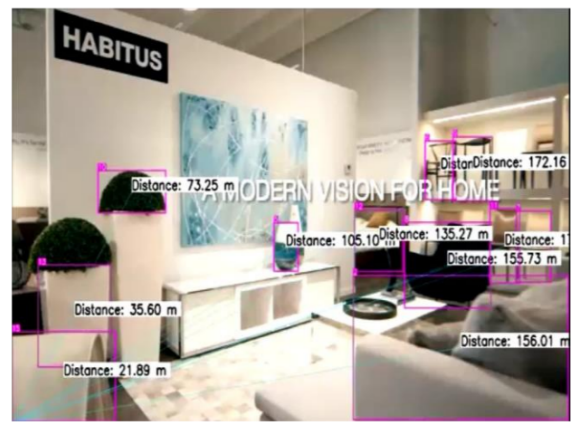 HABITUS
Distance: 172.16
Distance: 73.25 m
A MODERN VISION FOR HOME
Distance: 105.10
Distance: 135.27 m
Distance: 155.73 m
Distance: 35.60 m
Distance: 156.01 m
Distance: 21.89 m